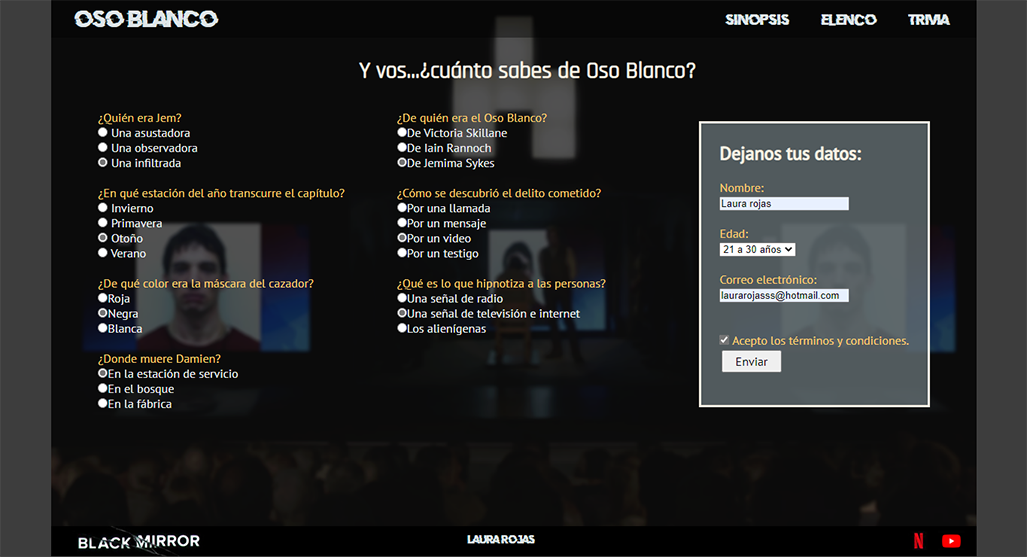 OSO BLANCO
SINOPSIS
ELENCO
TRIVIA
Y vos...¿cuánto sabes de Oso Blanco?
¿Quién era Jem?
Una asustadora
Una observadora
Una infiltrada
¿En qué estación del año transcurre el capítulo?
Invierno
Primavera
Otoño
Verano
¿De qué color era la máscara del cazador?
Roja
Negra
Blanca
¿Donde muere Damien?
En la estación de servicio
En el bosque
En la fábrica
¿De quién era el Oso Blanco?
De Victoria Skillane
De Iain Rannoch
De Jemima Sykes
¿Cómo se descubrió el delito cometido?
Por una llamada
Por un mensaje
Por un video
Por un testigo
¿Qué es lo que hipnotiza a las personas?
Una señal de radio
Una señal de televisión e internet
Los alienígenas
Dejanos tus datos:
Nombre:
Laura rojas
Edad:
21 a 30 años
Correo electrónico:
laurarojasss@hotmail.com
Acepto los términos y condiciones.
Enviar
BLACK MIRROR
LAURA ROJAS
N